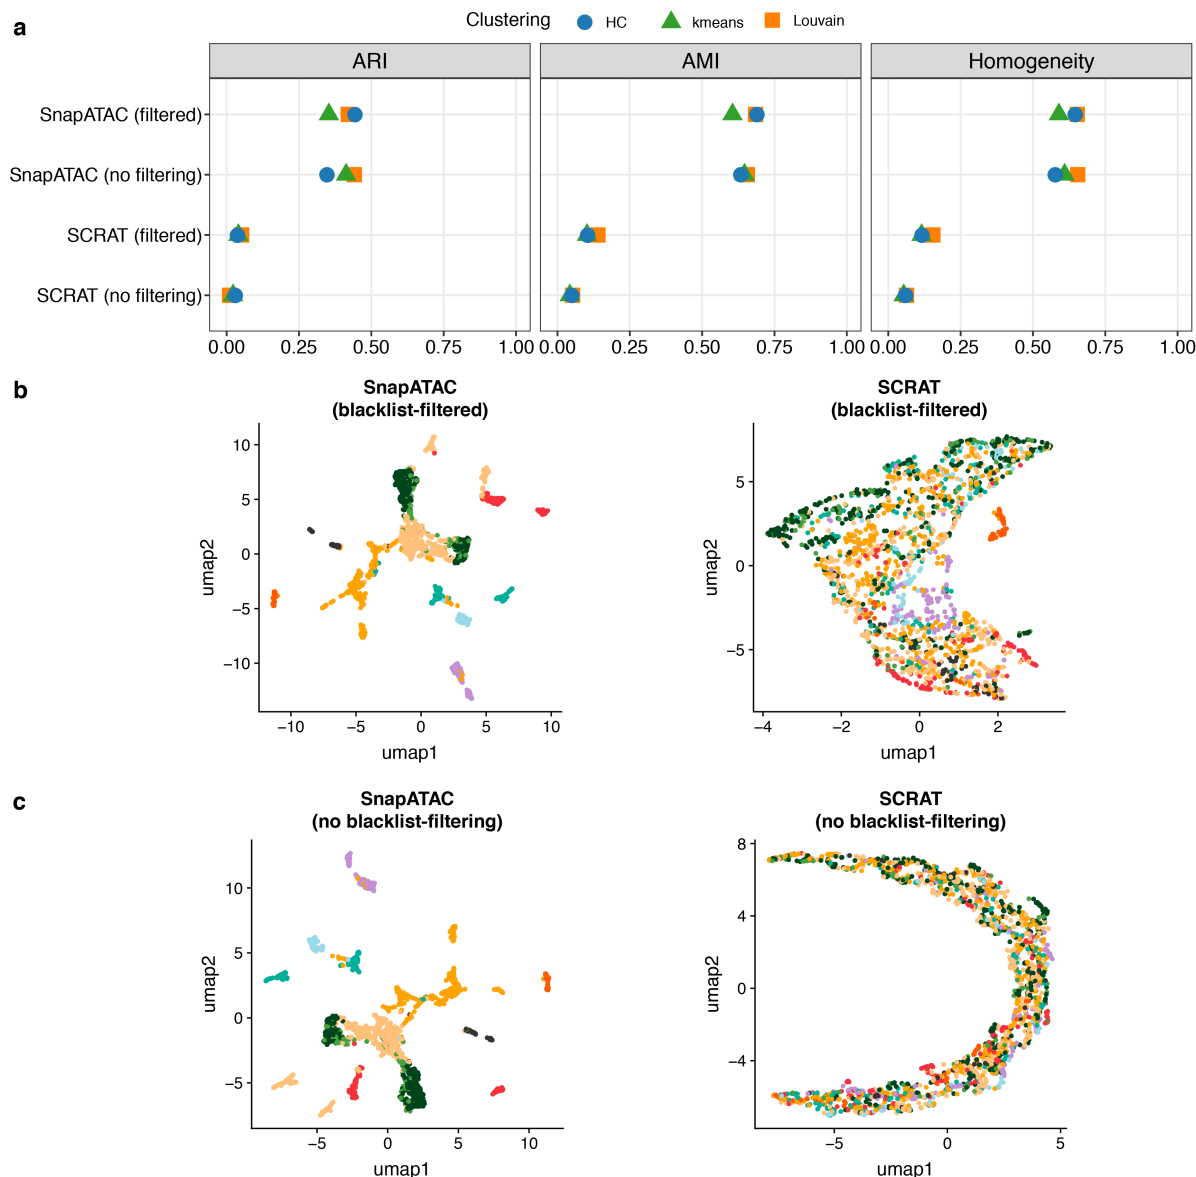 a
Clustering HC kmeans Louvain
ARI AMI Homogeneity
SnapATAC (filtered)
SnapATAC (no filtering)
SCRAT (filtered)
SCRAT (no filtering)
0.00 0.25 0.50 0.75 1.00 0.00 0.25 0.50 0.75 1.00 0.00 0.25 0.50 0.75 1.00
b
SnapATAC
(blacklist-filtered)
10
5
0
−5
−10
umap2
−10 −5 0 5 10
umap1
SCRAT
(blacklist-filtered)
5
0
−5
umap2
−4 −2 0 2
umap1
c
SnapATAC
(no blacklist-filtering)
10
5
0
−5
umap2
−5 0 5 10
umap1
SCRAT
(no blacklist-filtering)
8
4
0
−4
umap2
−5 0 5
umap1